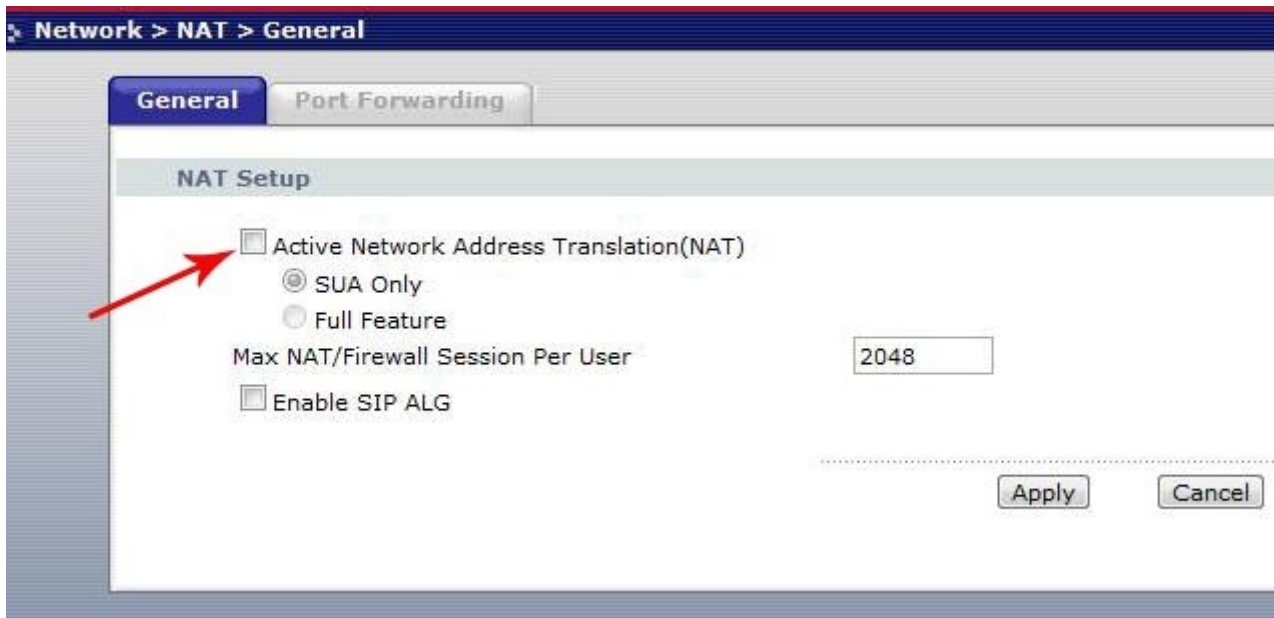 Network > NAT > General
General Port Forwarding
NAT Setup
Active Network Address Translation(NAT)
SUA Only
Full Feature
Max NAT/Firewall Session Per User 2048
Enable SIP ALG
Apply Cancel